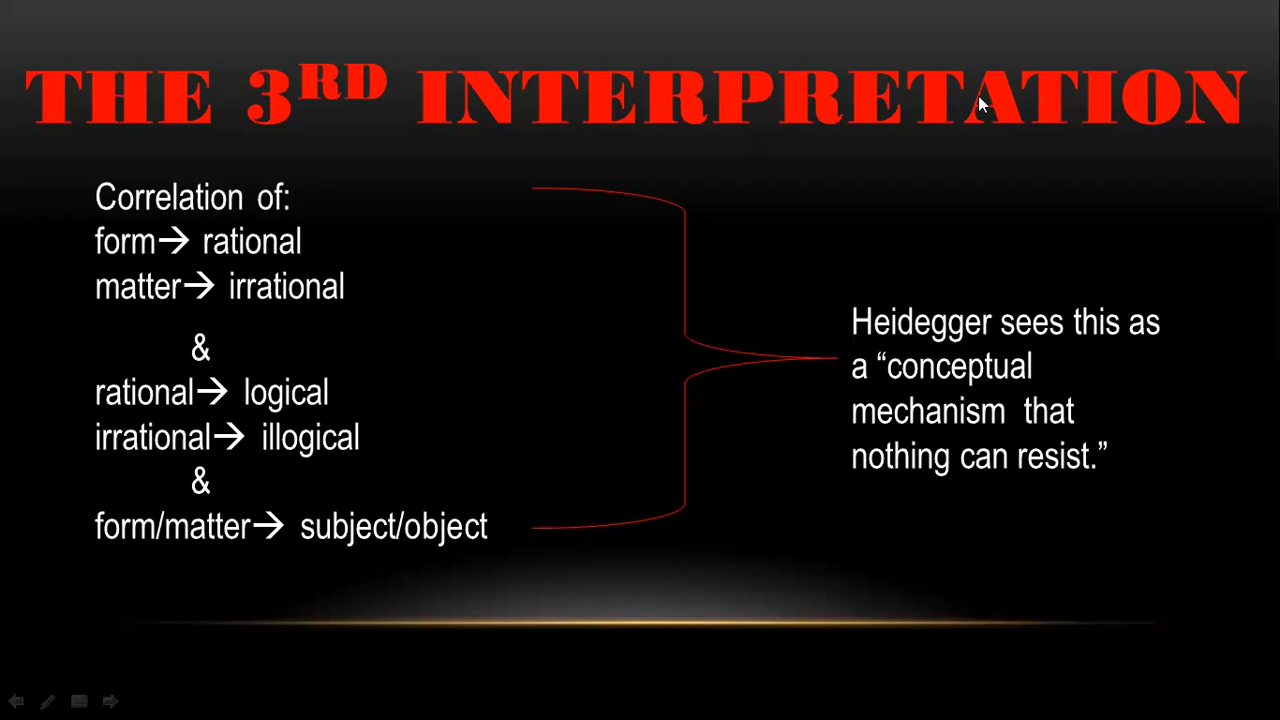 THE 3RD INTERPRETATION
Correlation of:
form→ rational
matter→ irrational
&
rational→ logical
irrational→ illogical
&
form/matter→ subject/object
Heidegger sees this as
a “conceptual
mechanism that
nothing can resist.”